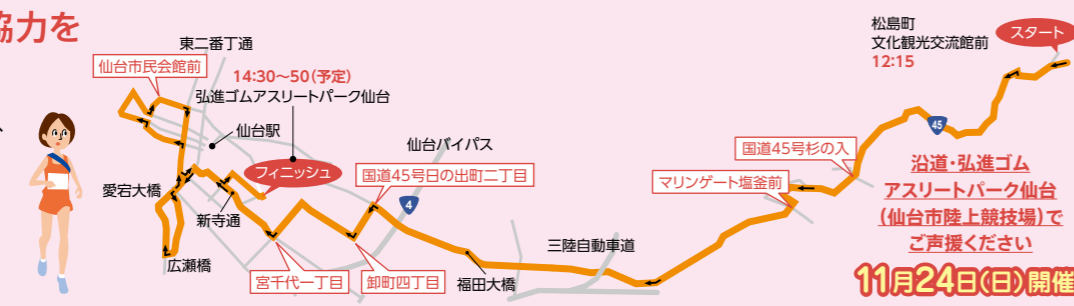 協力を
東二番丁通
仙台市民会館前
14:30～50(予定)
弘進ゴムアスリートパーク仙台
仙台駅
フィニッシュ
仙台バイパス
国道45号日の出町二丁目
4
愛宕大橋
新寺通
広瀬橋
宮千代一丁目
卸町四丁目
福田大橋
三陸自動車道
マリンゲート塩釜前
国道45号杉の入
45
松島町
文化観光交流館前
12:15
スタート
沿道・弘進ゴム
アスリートパーク仙台
(仙台市陸上競技場)で
ご声援ください
11月24日(日)開催